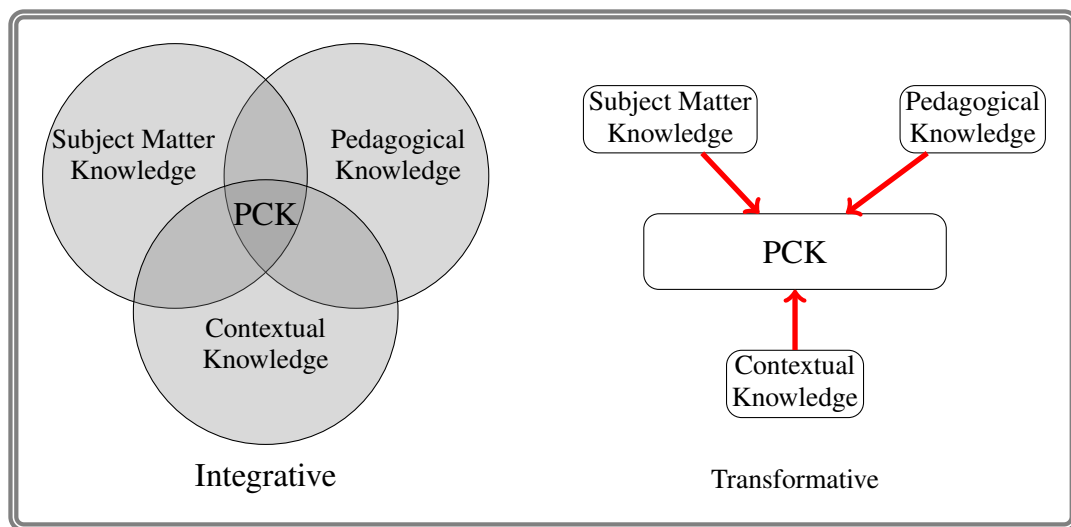 Subject Matter
Knowledge
Pedagogical
Knowledge
PCK
Contextual
Knowledge
Integrative
Subject Matter
Knowledge
Pedagogical
Knowledge
PCK
Contextual
Knowledge
Transformative